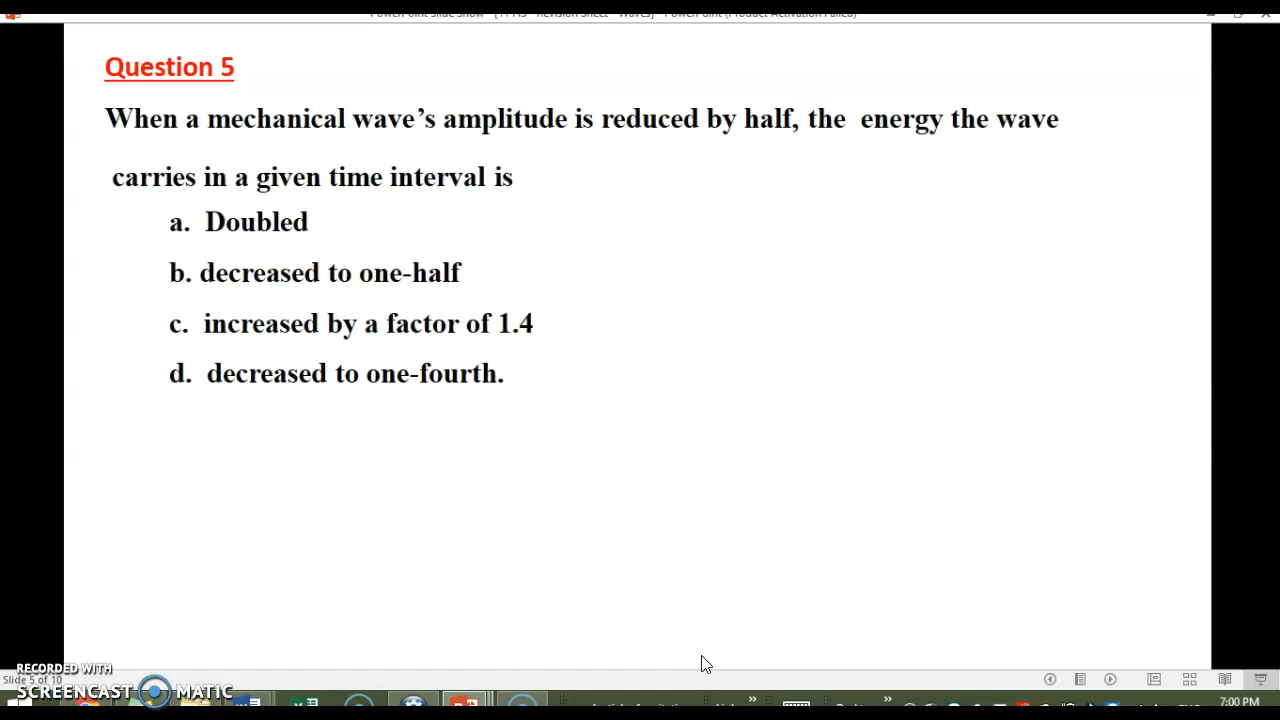 Question 5
When a mechanical wave’s amplitude is reduced by half, the energy the wave
carries in a given time interval is
a. Doubled
b. decreased to one-half
c. increased by a factor of 1.4
d. decreased to one-fourth.
RECORDED WITH
Slide 5 of 10
SCREENCAST MATIC
7:00 PM